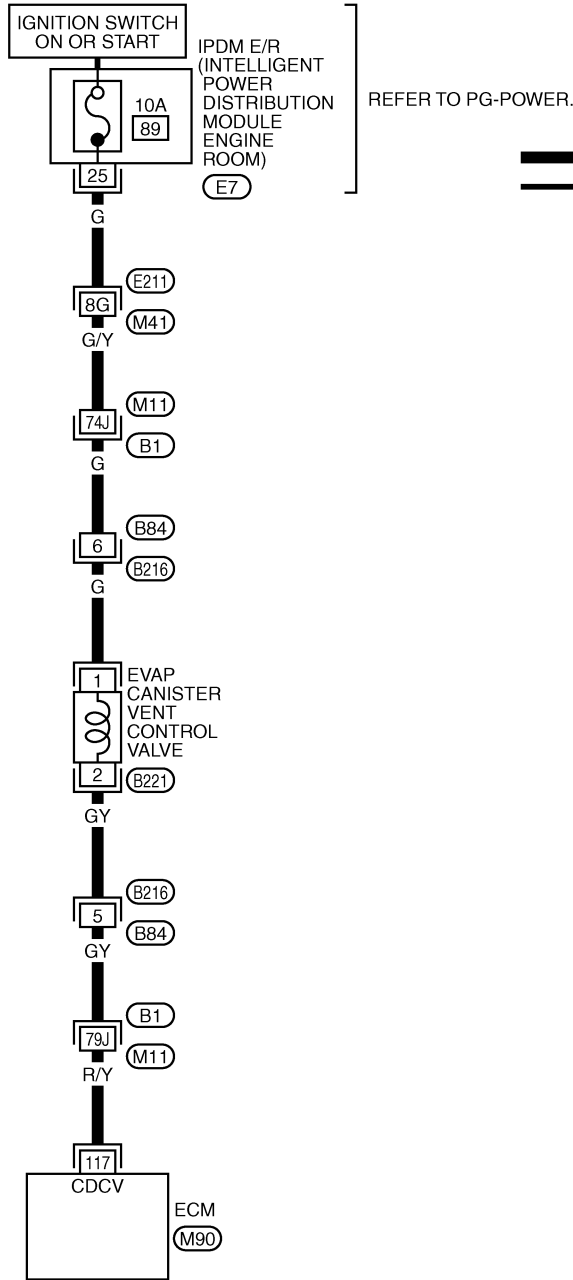 IGNITION SWITCH
ON OR START
IPDM E/R
(INTELLIGENT
POWER
DISTRIBUTION
MODULE
ENGINE
ROOM)
10A
89
REFER TO PG-POWER.
25
E7
G
E211
8G
M41
G/Y
M11
74J
B1
G
B84
6
B216
G
1
EVAP
CANISTER
VENT
CONTROL
VALVE
2
B221
GY
B216
5
B84
GY
B1
79J
M11
R/Y
117
CDCV
ECM
M90